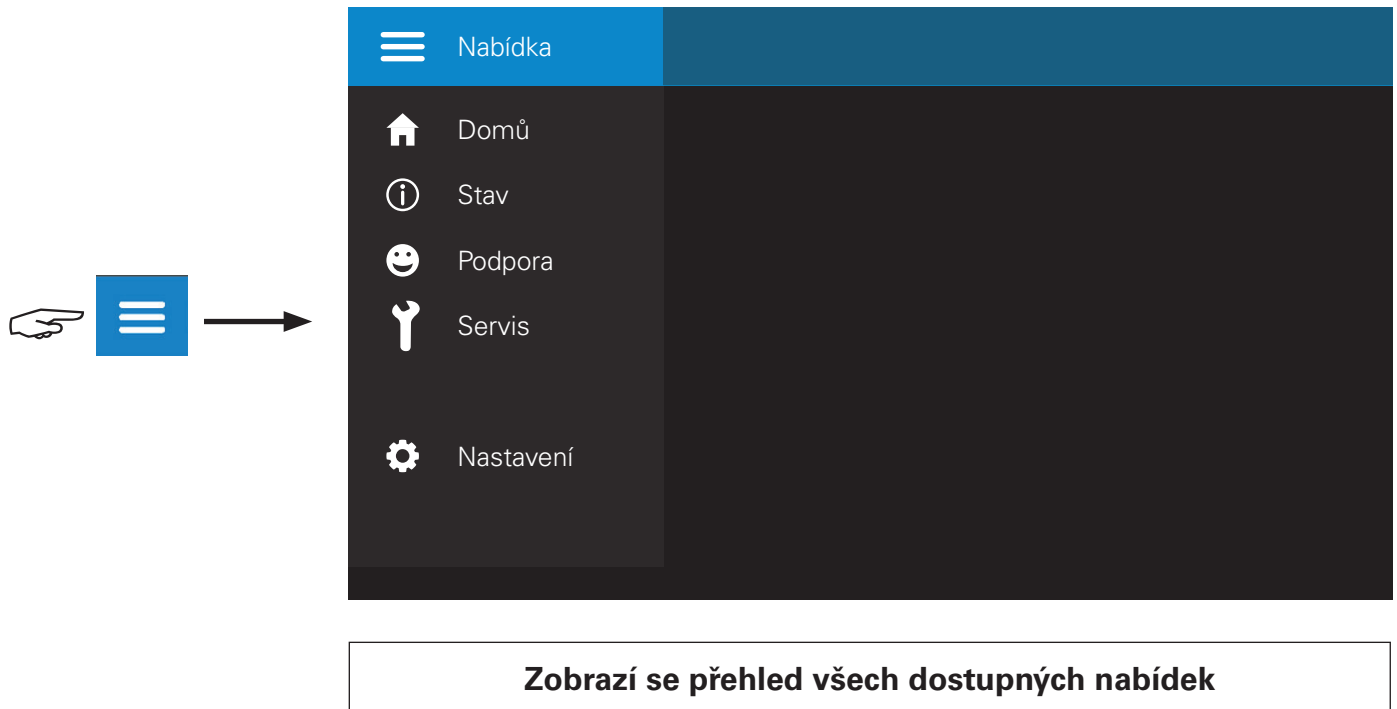 Nabídka
Domů
Stav
Podpora
Servis
Nastavení
Zobrazí se přehled všech dostupných nabídek